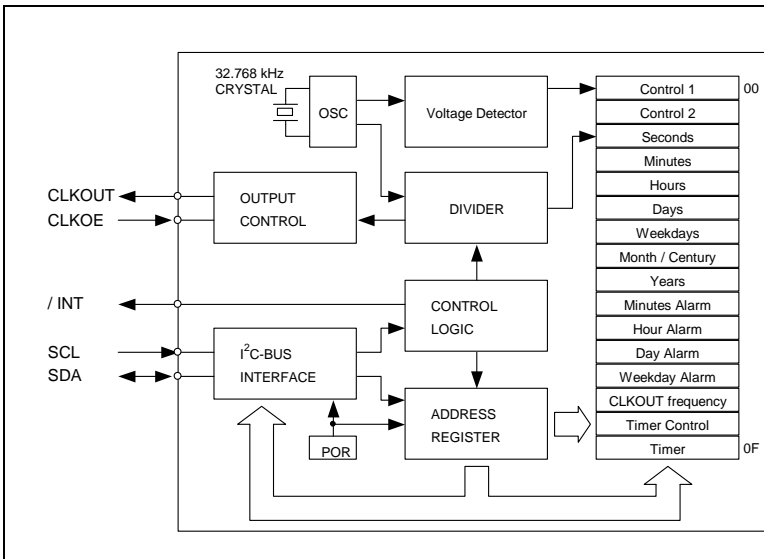 32.768 kHz
CRYSTAL
OSC
Voltage Detector
Control 1
00
Control 2
Seconds
Minutes
Hours
Days
Weekdays
Month / Century
Years
Minutes Alarm
Hour Alarm
Day Alarm
Weekday Alarm
CLKOUT frequency
Timer Control
Timer
0F
CLKOUT
CLKOE
OUTPUT
CONTROL
DIVIDER
/ INT
CONTROL
LOGIC
SCL
SDA
I²C-BUS
INTERFACE
ADDRESS
REGISTER
POR